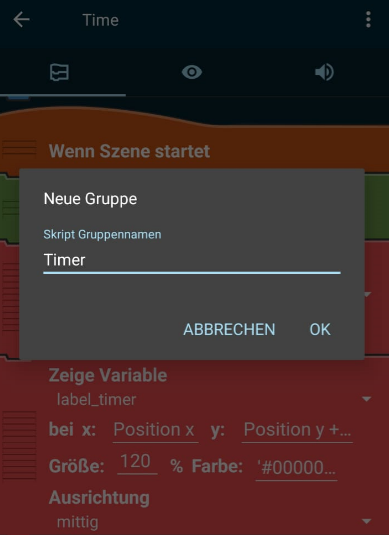 Time
Wenn Szene startet
Neue Gruppe
Skript Gruppennamen
Timer
ABBRECHEN OK
Zeige Variable
label_timer
bei x: Position x y: Position y +...
Größe: 120 % Farbe: '#00000...
Ausrichtung
mittig